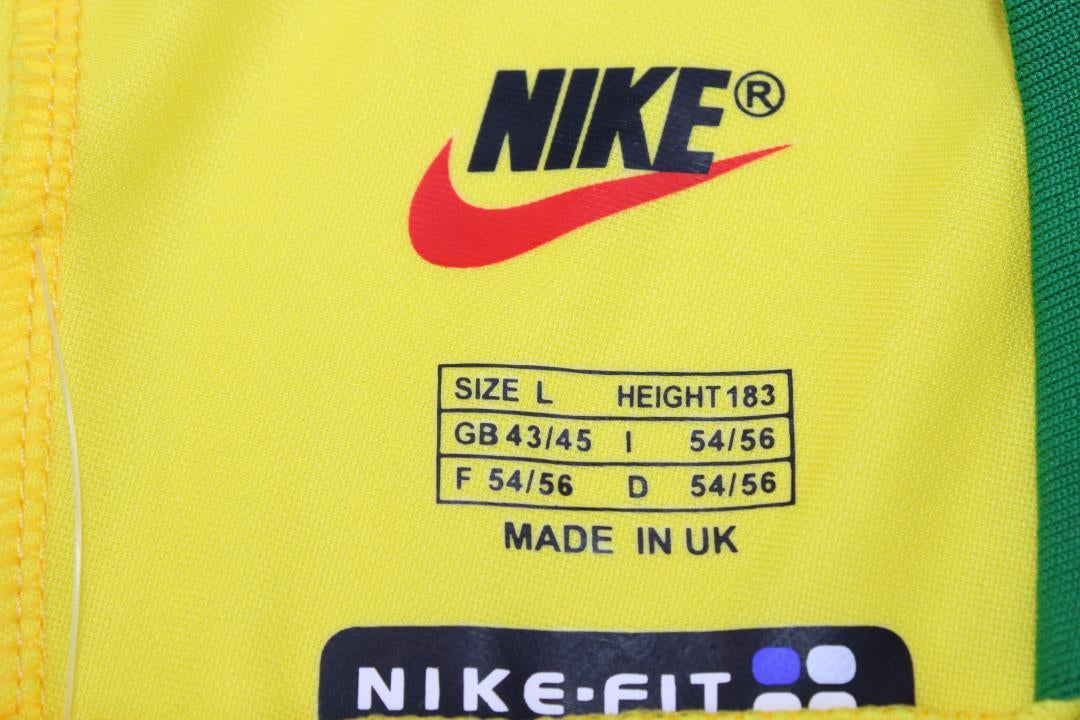 NIKE®
SIZE L HEIGHT 183
GB 43/45 I 54/56
F 54/56 D 54/56
MADE IN UK
NIKE·FIT